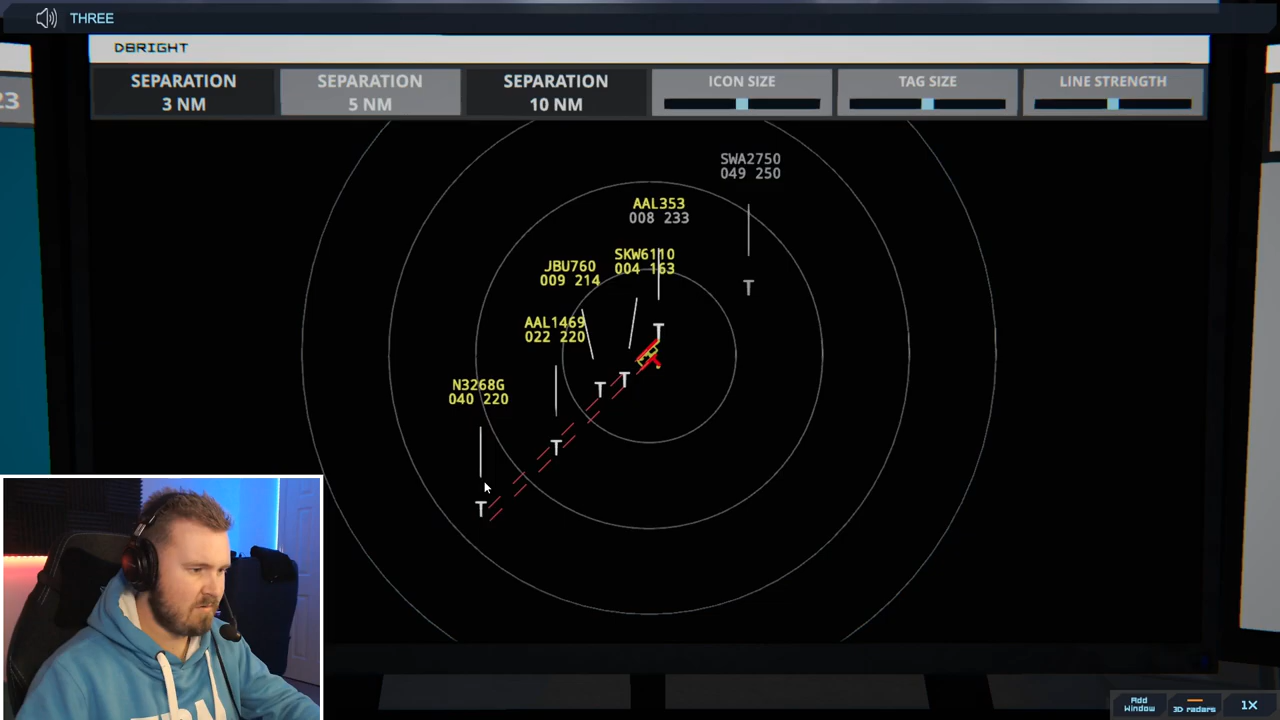 THREE
DBRIGHT
23
SEPARATION
3 NM
SEPARATION
5 NM
SEPARATION
10 NM
ICON SIZE
TAG SIZE
LINE STRENGTH
SWA2750
049 250
AAL353
008 233
SKW6110
004 163
JBU760
009 214
AAL1469
022 220
N3268G
040 220
T
T
T
T
T
T
Add
Window
3D radars
1X